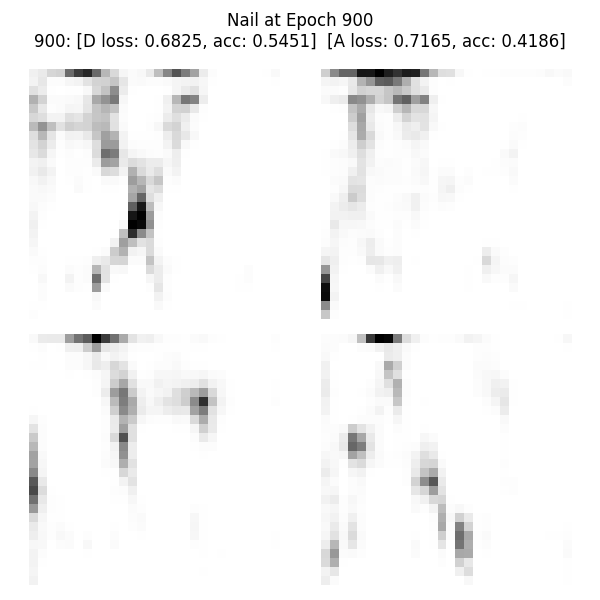 Nail at Epoch 900
900: [D loss: 0.6825, acc: 0.5451]  [A loss: 0.7165, acc: 0.4186]